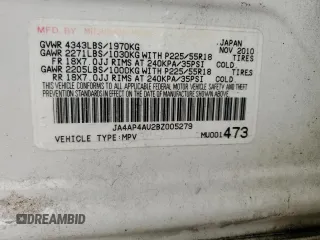 MFD BY MITSUBISHI
GVWR 4343LBS/1970KG JAPAN
GAWR 2271LBS/1030KG WITH P225/55R18 NOV.2010
FR 18X7.0JJ RIMS AT 240KPA/35PSI COLD
GAWR 2205LBS/1000KG WITH P225/55R18
RR 18X7.0JJ RIMS AT 240KPA/35PSI COLD
THIS VEHICLE CONFORMS TO ALL APPLICABLE
FEDERAL MOTOR VEHICLE SAFETY AND THEFT
PREVENTION STANDARDS IN EFFECT ON THE DATE
OF MANUFACTURE SHOWN ABOVE.
JA4AP4AU2BZ005279
VEHICLE TYPE: MPV MU001473
© DREAMBID